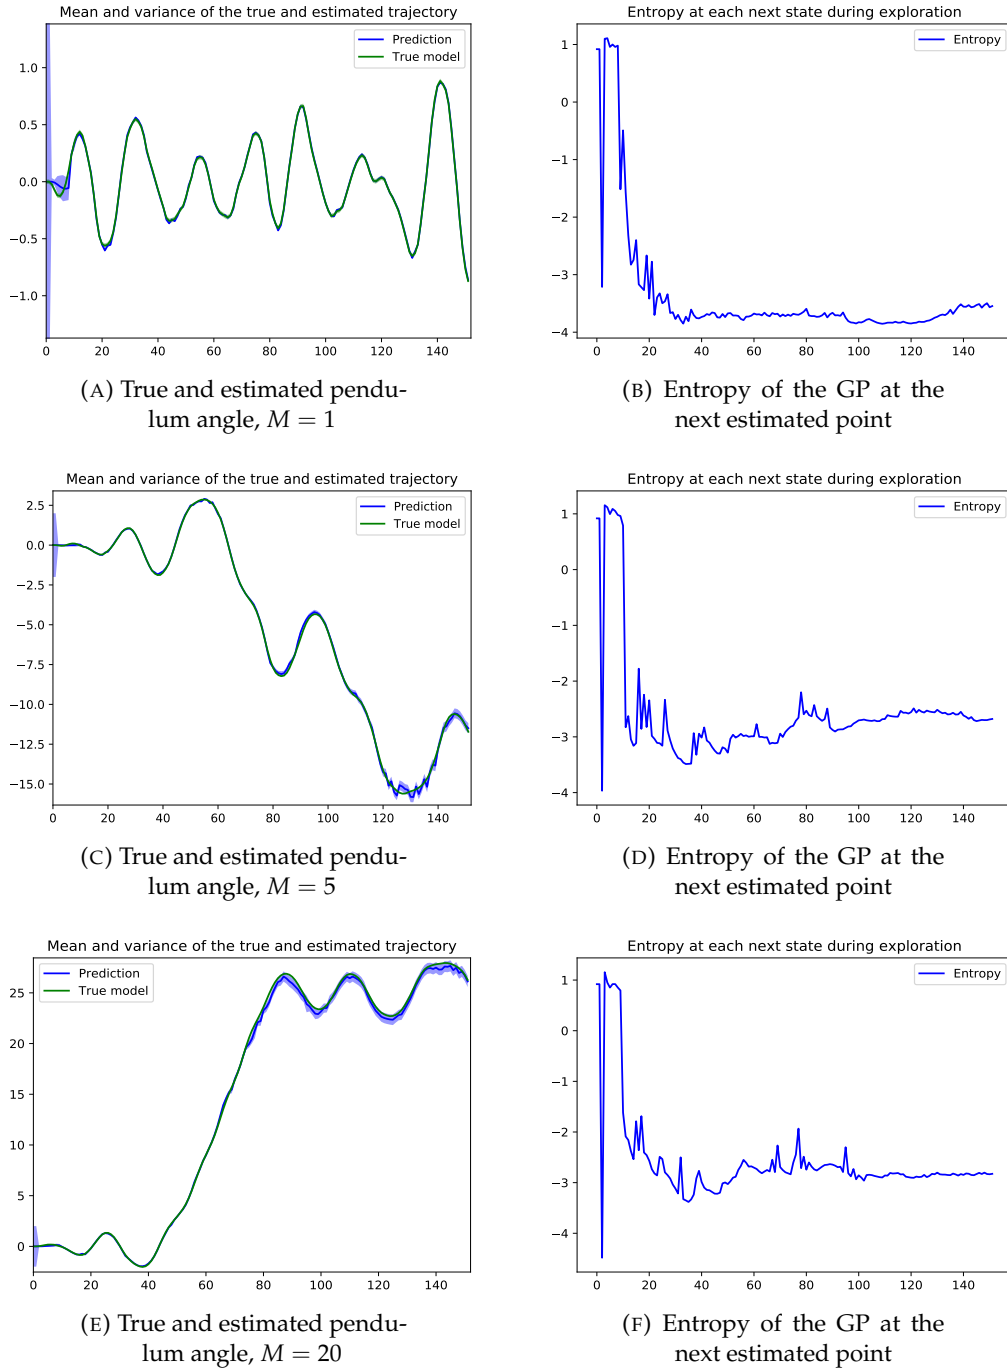 Mean and variance of the true and estimated trajectory
Prediction
True model
1.0
0.5
0.0
−0.5
−1.0
0 20 40 60 80 100 120 140
(A) True and estimated pendu-
lum angle, M = 1
Entropy at each next state during exploration
Entropy
1
0
−1
−2
−3
−4
0 20 40 60 80 100 120 140
(B) Entropy of the GP at the
next estimated point
Mean and variance of the true and estimated trajectory
Prediction
True model
2.5
0.0
−2.5
−5.0
−7.5
−10.0
−12.5
−15.0
0 20 40 60 80 100 120 140
(C) True and estimated pendu-
lum angle, M = 5
Entropy at each next state during exploration
Entropy
1
0
−1
−2
−3
−4
0 20 40 60 80 100 120 140
(D) Entropy of the GP at the
next estimated point
Mean and variance of the true and estimated trajectory
Prediction
True model
25
20
15
10
5
0
0 20 40 60 80 100 120 140
(E) True and estimated pendu-
lum angle, M = 20
Entropy at each next state during exploration
Entropy
1
0
−1
−2
−3
−4
0 20 40 60 80 100 120 140
(F) Entropy of the GP at the
next estimated point